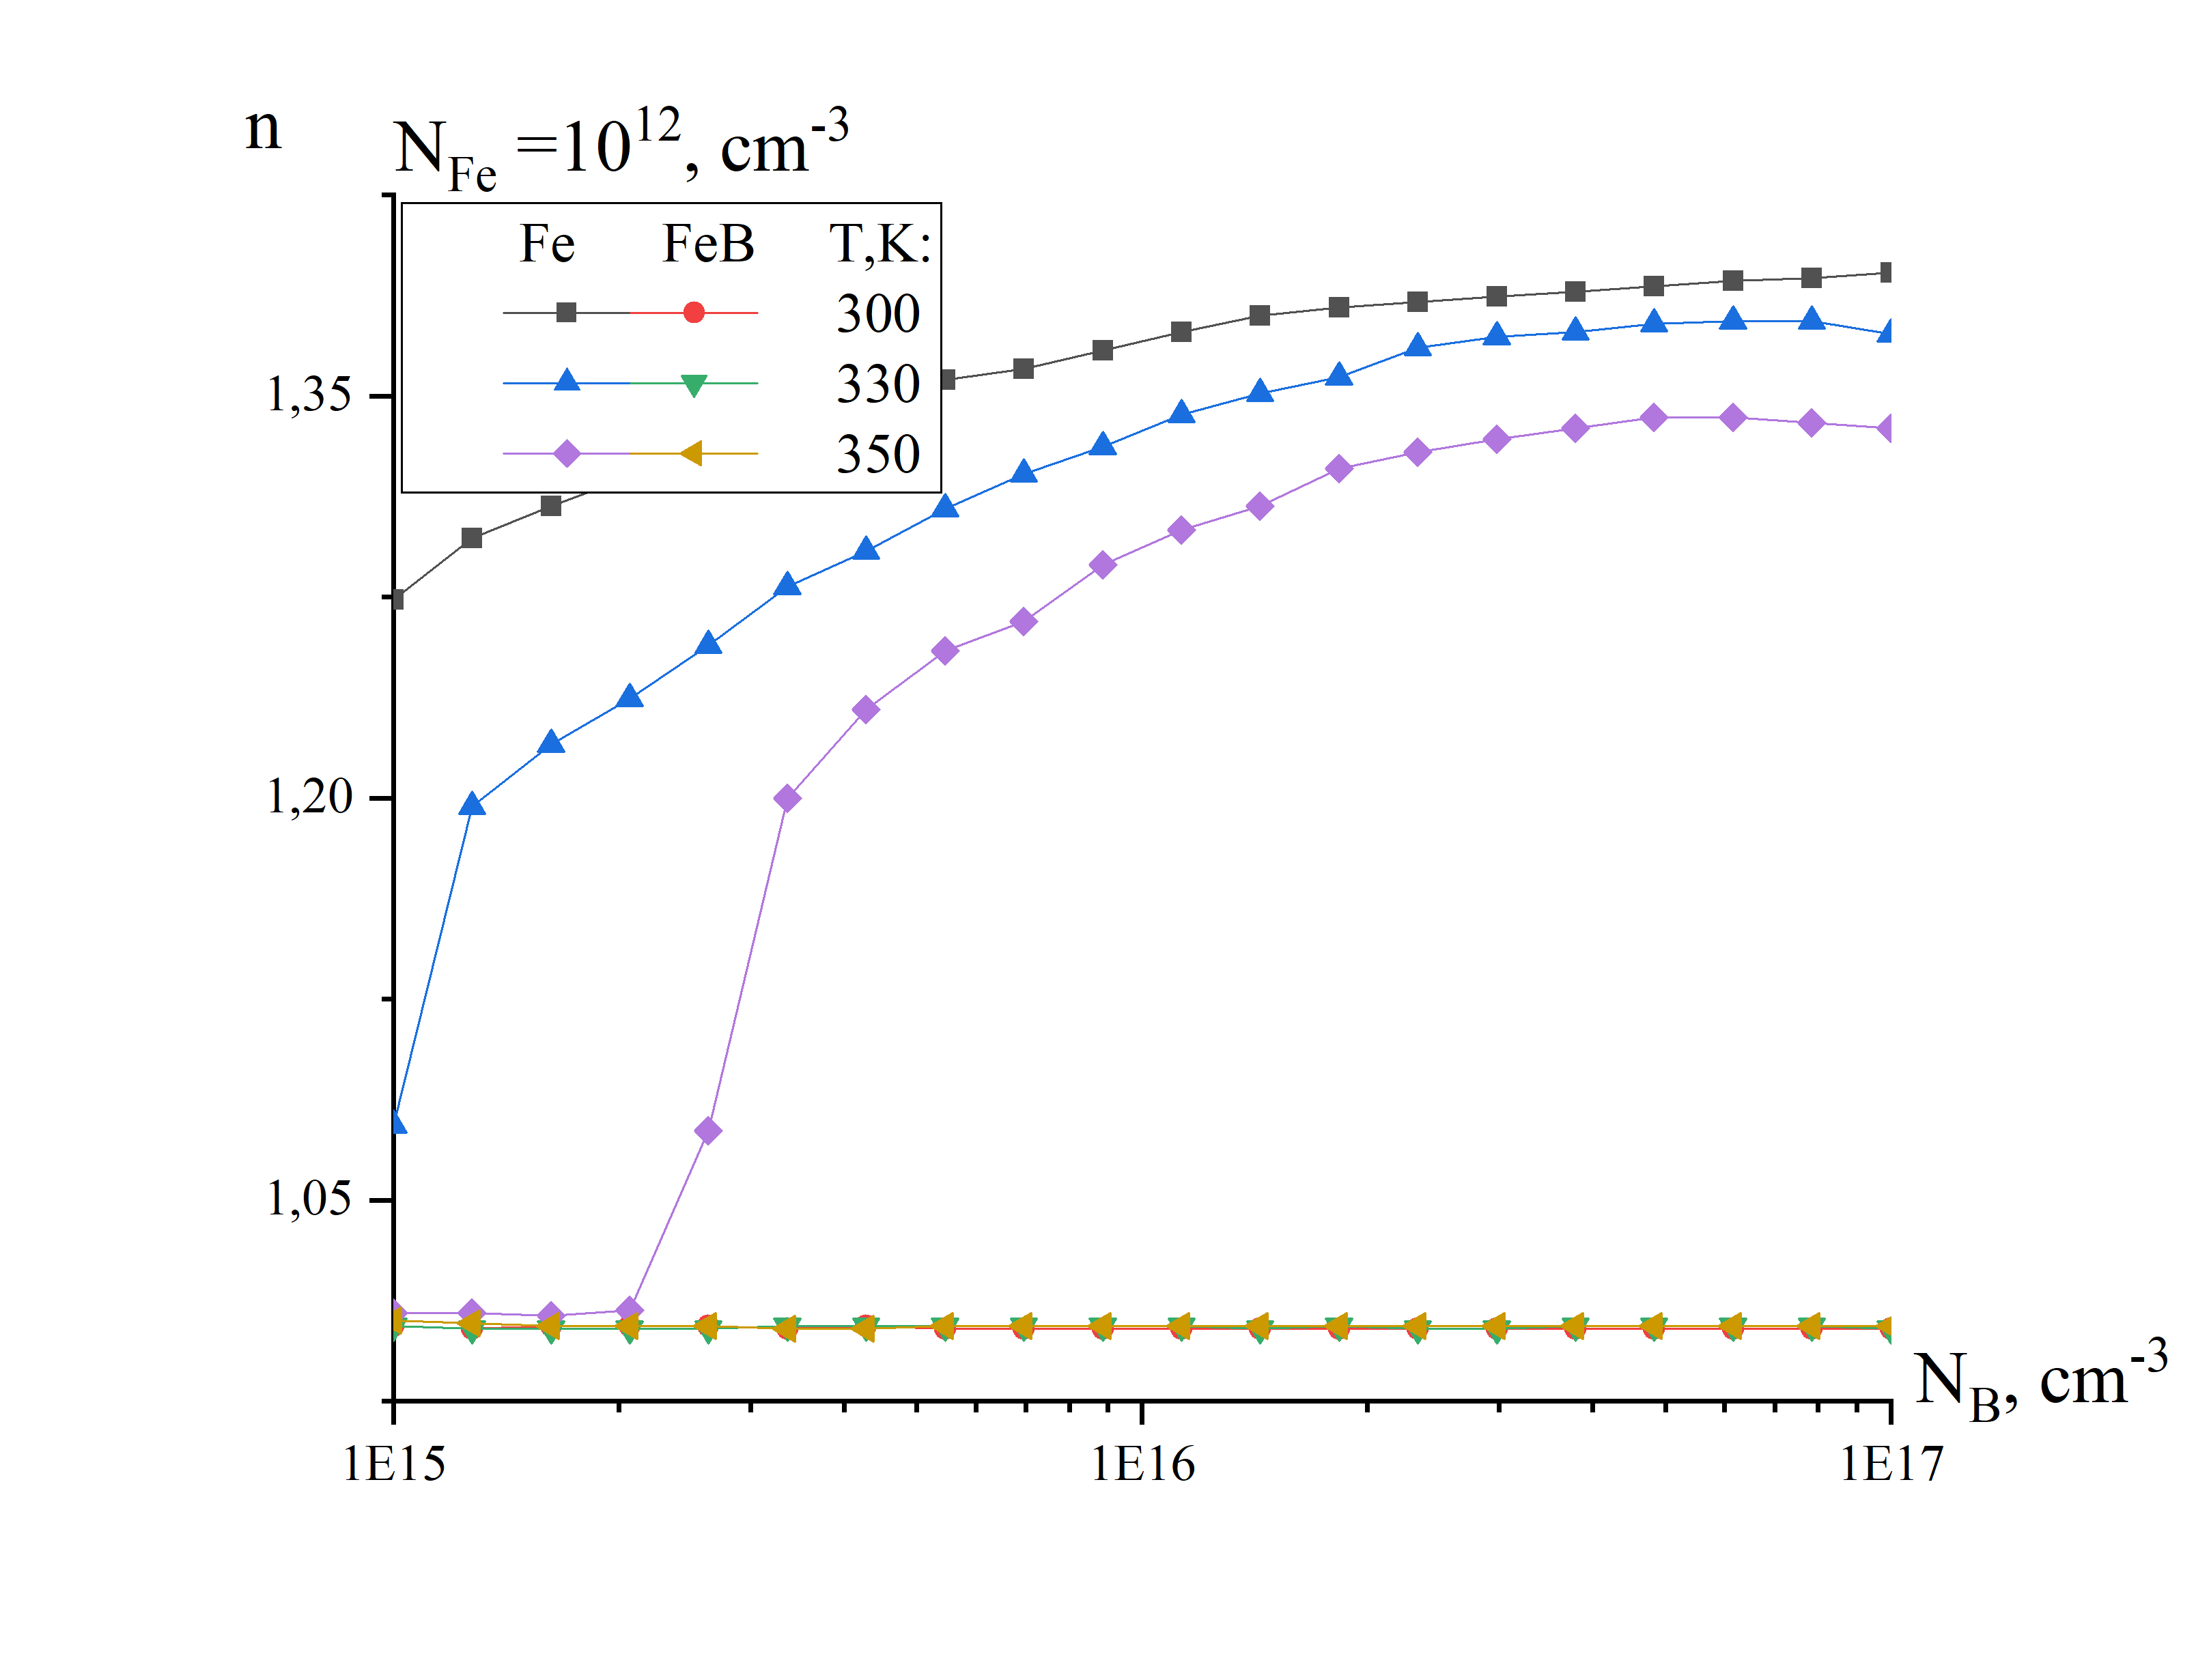 n
N_Fe =10^12, cm^-3
Fe FeB T,K:
300
330
350
1,35
1,20
1,05
1E15 1E16 1E17
N_B, cm^-3